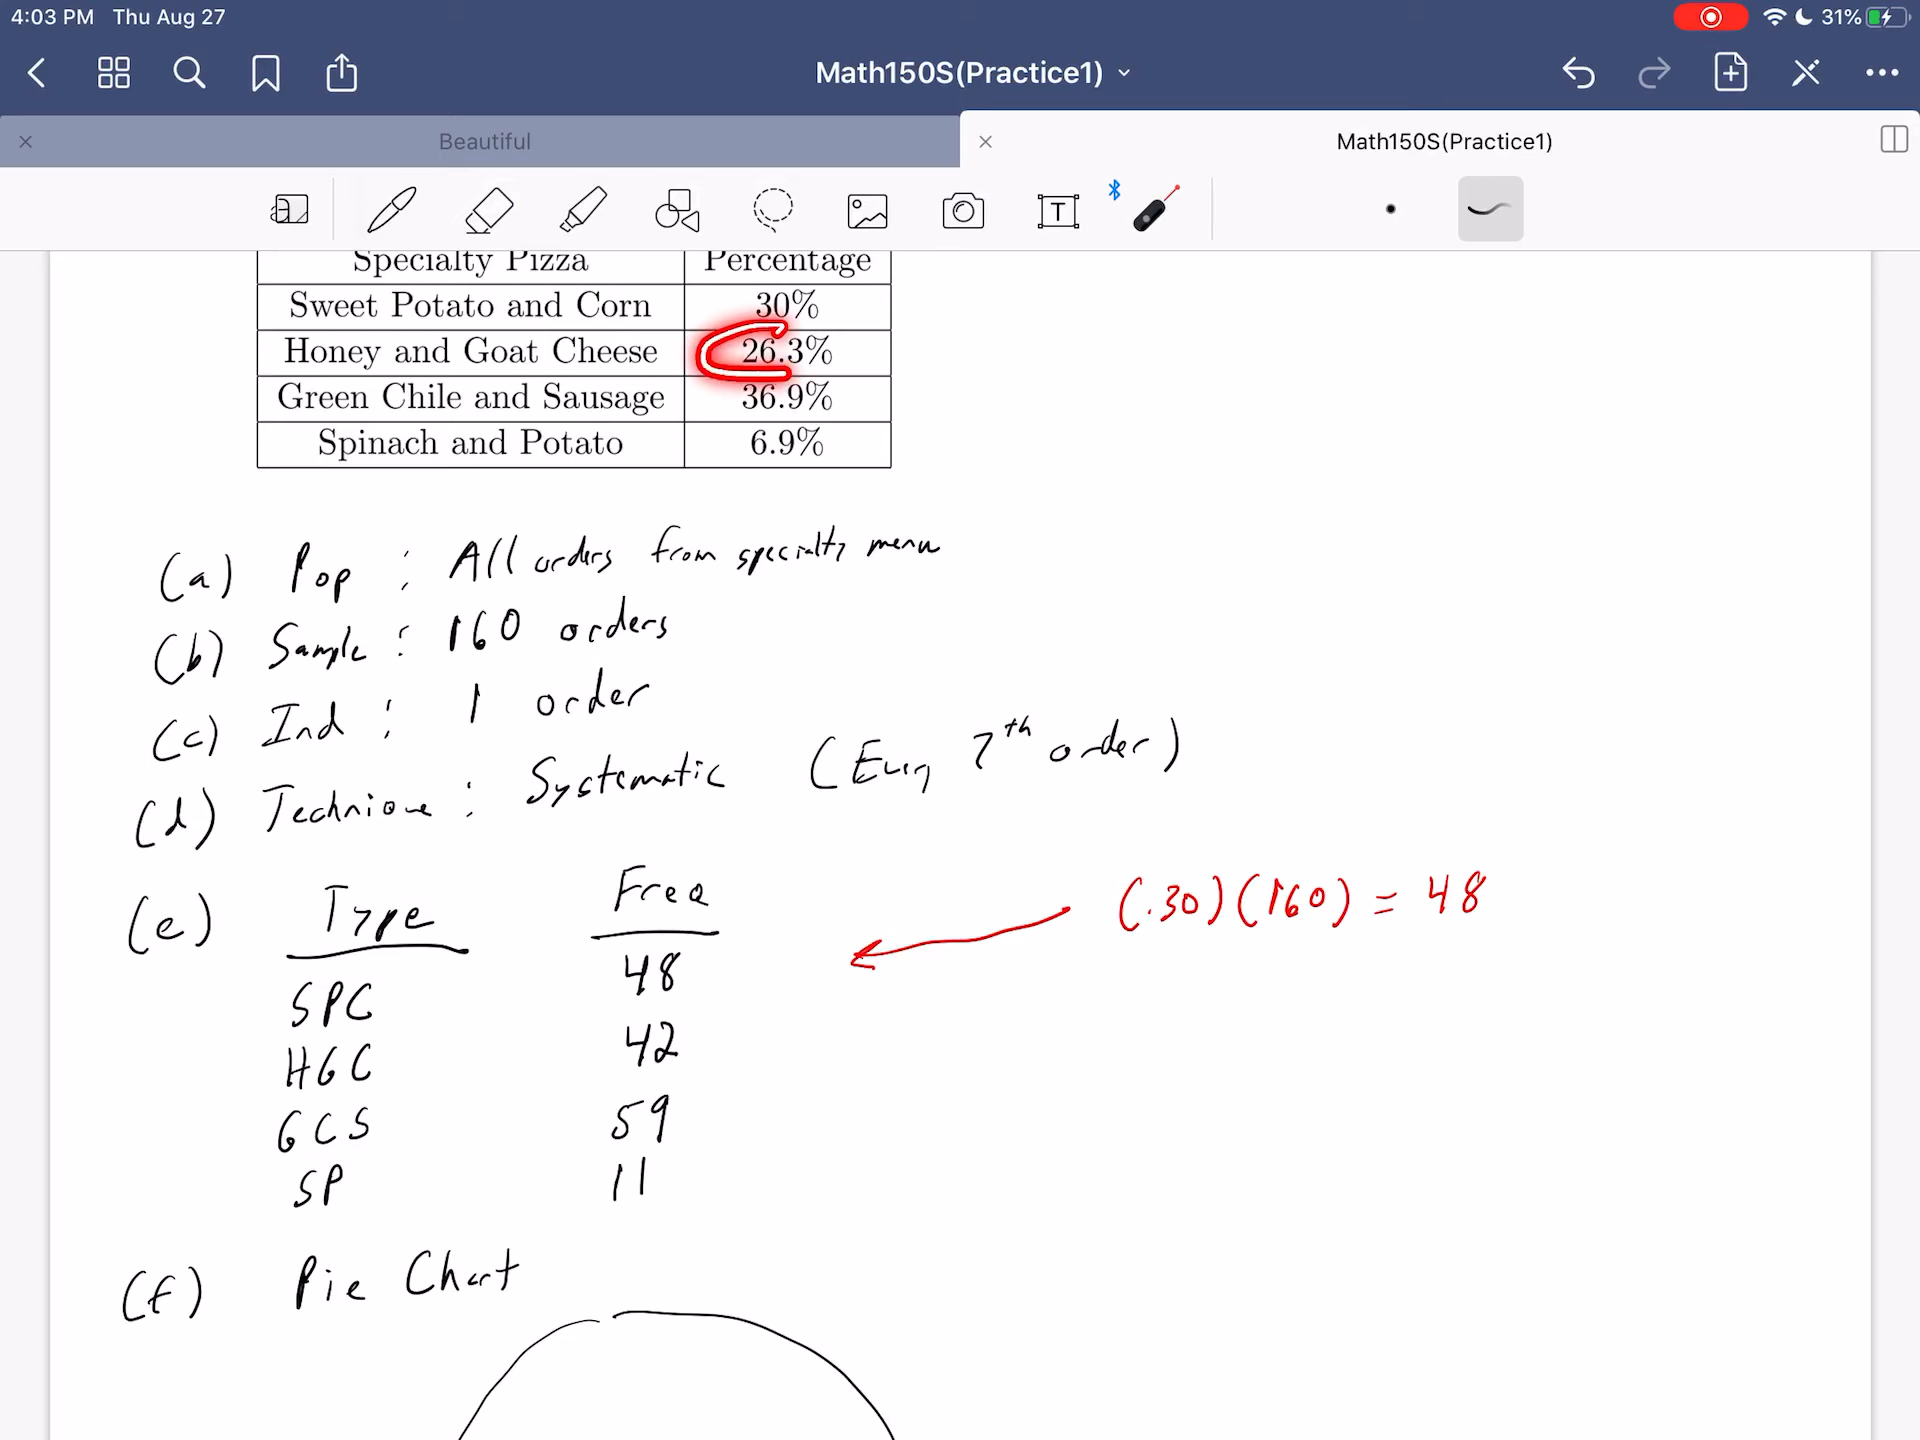 4:03 PM Thu Aug 27
31%
Math150S(Practice1)
Beautiful
Math150S(Practice1)
a
T
Specialty Pizza Percentage
Sweet Potato and Corn 30%
Honey and Goat Cheese 26.3%
Green Chile and Sausage 36.9%
Spinach and Potato 6.9%
(a) Pop : All orders from specialty menu
(b) Sample : 160 orders
(c) Ind : 1 order
(d) Technique : Systematic (Every 7th order)
(e) Type Freq
(.30)(160) = 48
SPC 48
HGC 42
GCS 59
SP 11
(f) Pie Chart